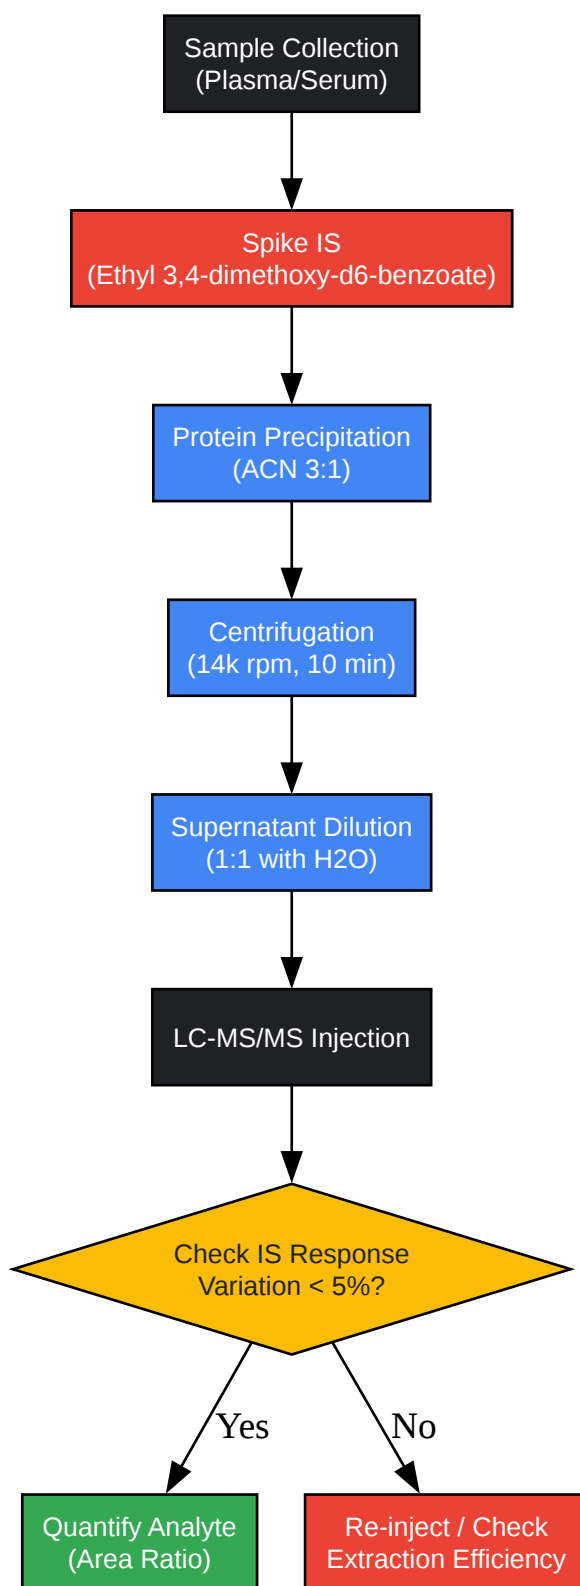 Sample Collection
(Plasma/Serum)
Spike IS
(Ethyl 3,4-dimethoxy-d6-benzoate)
Protein Precipitation
(ACN 3:1)
Centrifugation
(14k rpm, 10 min)
Supernatant Dilution
(1:1 with H2O)
LC-MS/MS Injection
Check IS Response
Variation < 5%?
Yes
No
Quantify Analyte
(Area Ratio)
Re-inject / Check
Extraction Efficiency